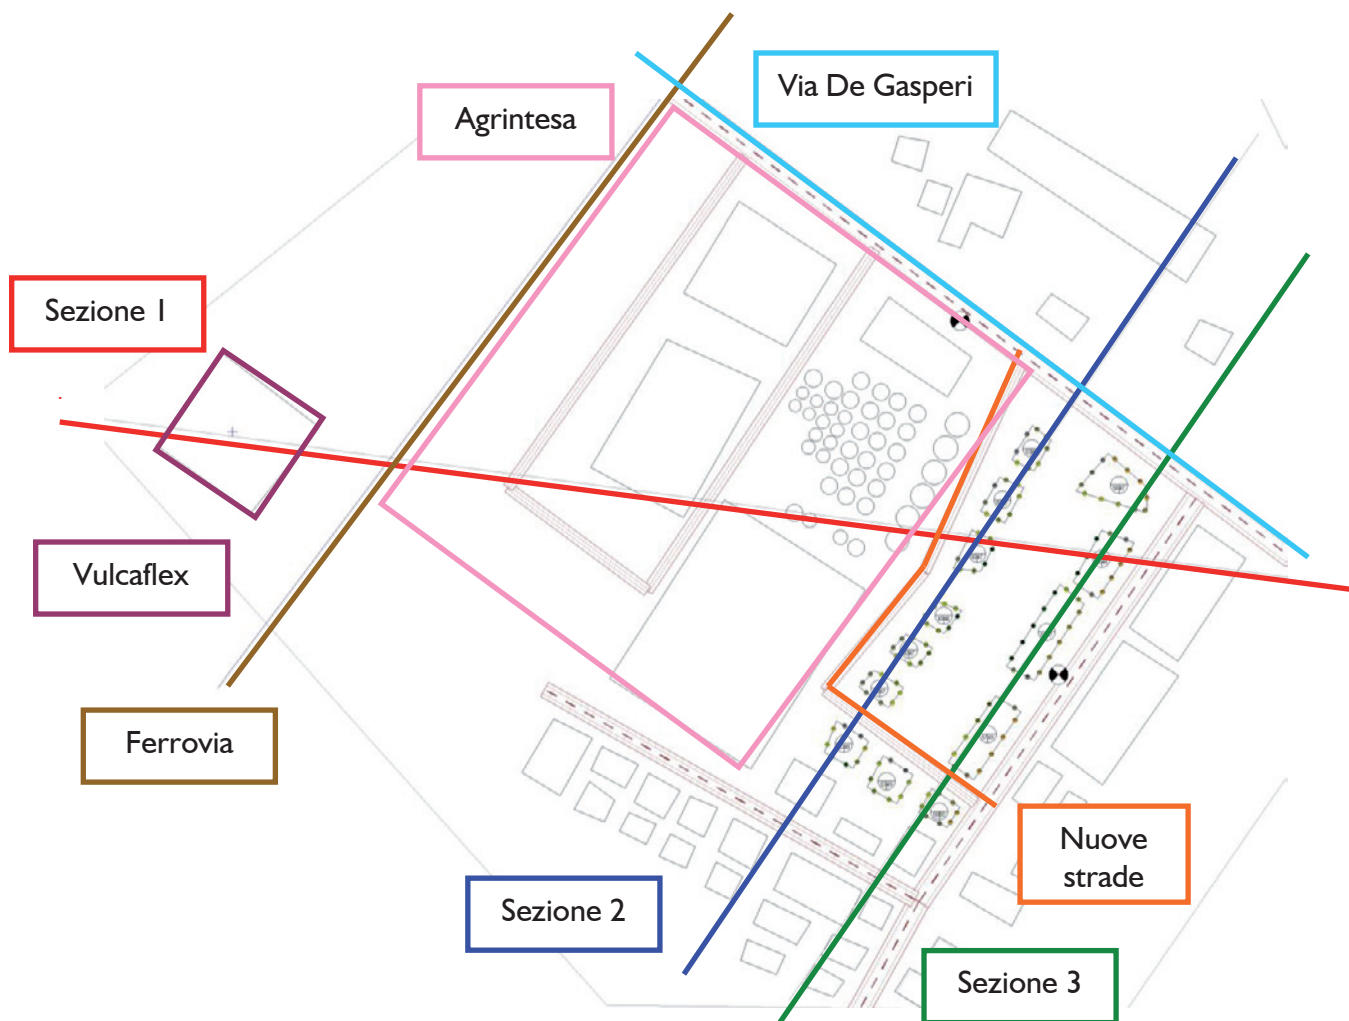 Via De Gasperi
Agrintesa
Sezione 1
Vulcaflex
Ferrovia
Nuove
strade
Sezione 2
Sezione 3